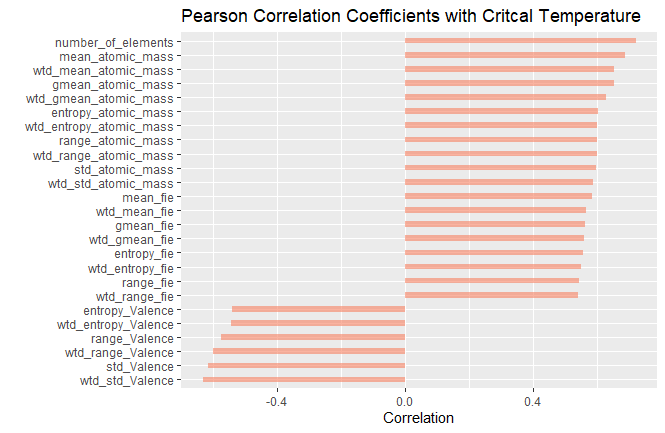 Pearson Correlation Coefficients with Critcal Temperature
number_of_elements
mean_atomic_mass
wtd_mean_atomic_mass
gmean_atomic_mass
wtd_gmean_atomic_mass
entropy_atomic_mass
wtd_entropy_atomic_mass
range_atomic_mass
wtd_range_atomic_mass
std_atomic_mass
wtd_std_atomic_mass
mean_fie
wtd_mean_fie
gmean_fie
wtd_gmean_fie
entropy_fie
wtd_entropy_fie
range_fie
wtd_range_fie
entropy_Valence
wtd_entropy_Valence
range_Valence
wtd_range_Valence
std_Valence
wtd_std_Valence
-0.4 0.0 0.4
Correlation